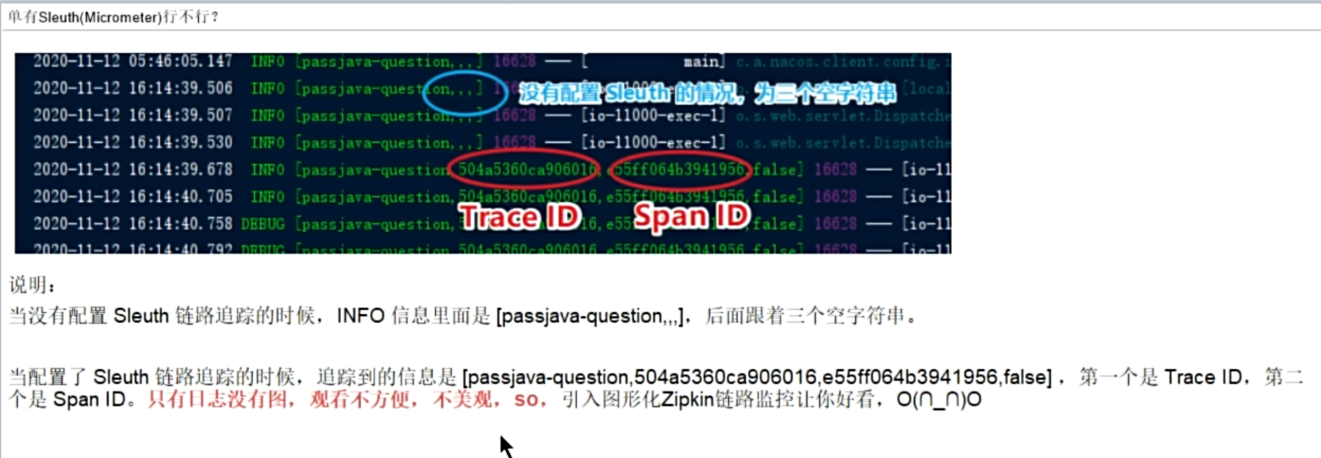 单有Sleuth(Micrometer)行不行?
2020-11-12 05:46:05.147 INFO [passjava-question,,,] 16628 --- [ main] c.a.nacos.client.config.i
2020-11-12 16:14:39.506 INFO [passjava-question,,,] 没有配置 Sleuth 的情况，为三个空字符串 [local
2020-11-12 16:14:39.507 INFO [passjava-question,,,] 16628 --- [io-11000-exec-1] o.s.web.servlet.Dispatche
2020-11-12 16:14:39.530 INFO [passjava-question,,,] 16628 --- [io-11000-exec-1] o.s.web.servlet.Dispatche
2020-11-12 16:14:39.678 INFO [passjava-question,504a5360ca906016,e55ff064b3941956,false] 16628 --- [io-11
2020-11-12 16:14:40.705 INFO [passjava-question,504a5360ca906016,e55ff064b3941956,false] 16628 --- [io-11
Trace ID Span ID
2020-11-12 16:14:40.758 DEBUG [passjava-question,504a5360ca906016,e55ff064b3941956,false] 16628 --- [io-11
2020-11-12 16:14:40.792 DEBUG [passjava-question,504a5360ca906016,e55ff064b3941956,false] 16628 --- [io-11
说明：
当没有配置 Sleuth 链路追踪的时候，INFO 信息里面是 [passjava-question,,,]，后面跟着三个空字符串。
当配置了 Sleuth 链路追踪的时候，追踪到的信息是 [passjava-question,504a5360ca906016,e55ff064b3941956,false] ，第一个是 Trace ID，第二
个是 Span ID。只有日志没有图，观看不方便，不美观，so，引入图形化Zipkin链路监控让你好看，O(∩_∩)O